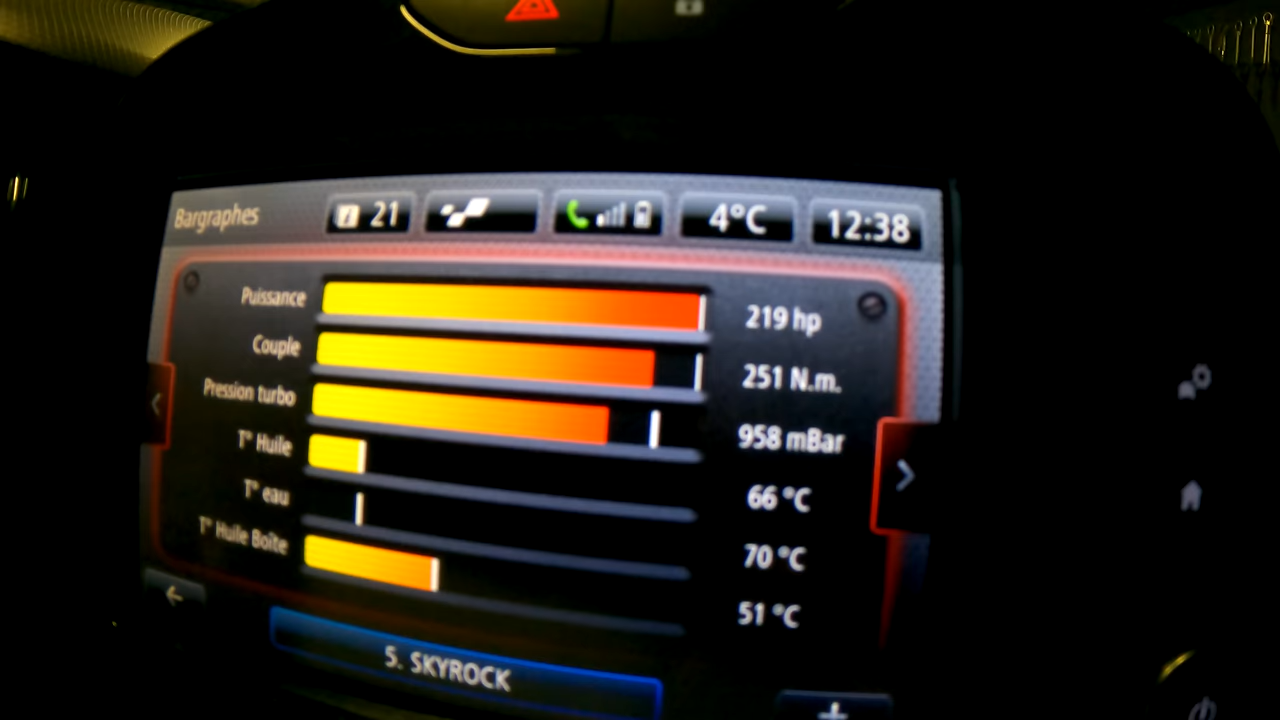 Bargraphes 21 4°C 12:38
Puissance 219 hp
Couple 251 N.m.
Pression turbo 958 mBar
T° Huile 66 °C
T° eau 70 °C
T° Huile Boîte 51 °C
5. SKYROCK